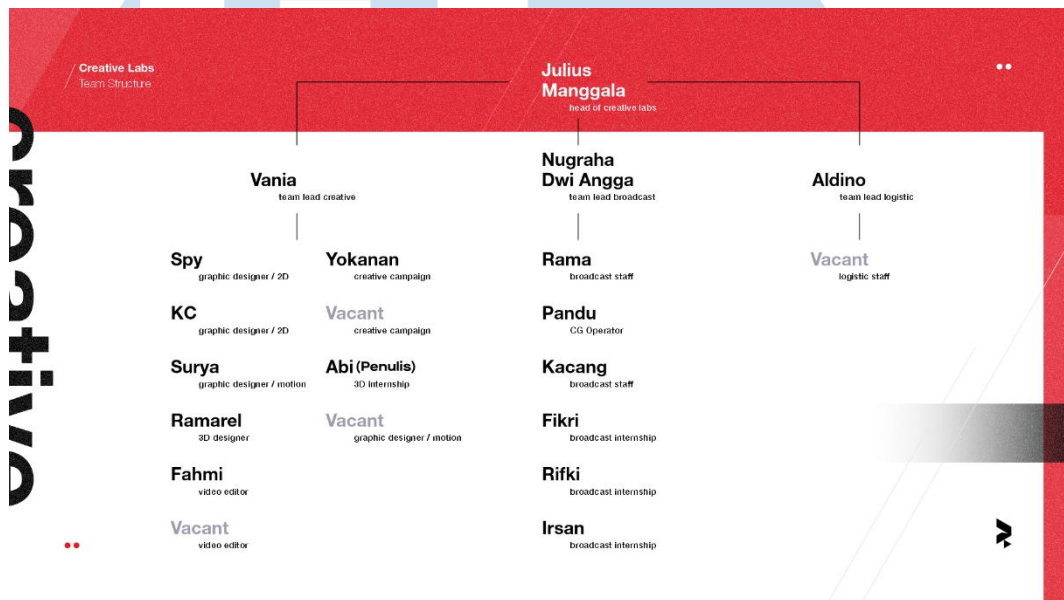 Creative Labs
Team Structure
creative
Julius
Manggala
head of creative labs
Vania
team lead creative
Nugraha
Dwi Angga
team lead broadcast
Aldino
team lead logistic
Spy
graphic designer / 2D
KC
graphic designer / 2D
Surya
graphic designer / motion
Ramarel
3D designer
Fahmi
video editor
Vacant
video editor
Yokanan
creative campaign
Vacant
creative campaign
Abi (Penulis)
3D internship
Vacant
graphic designer / motion
Rama
broadcast staff
Pandu
CG Operator
Kacang
broadcast staff
Fikri
broadcast internship
Rifki
broadcast internship
Irsan
broadcast internship
Vacant
logistic staff